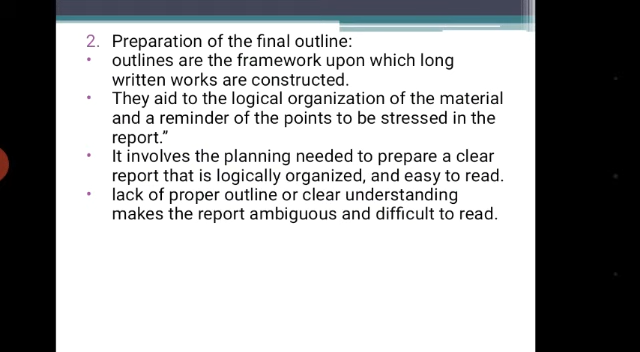 2. Preparation of the final outline:
• outlines are the framework upon which long
written works are constructed.
• They aid to the logical organization of the material
and a reminder of the points to be stressed in the
report.”
• It involves the planning needed to prepare a clear
report that is logically organized, and easy to read.
• lack of proper outline or clear understanding
makes the report ambiguous and difficult to read.